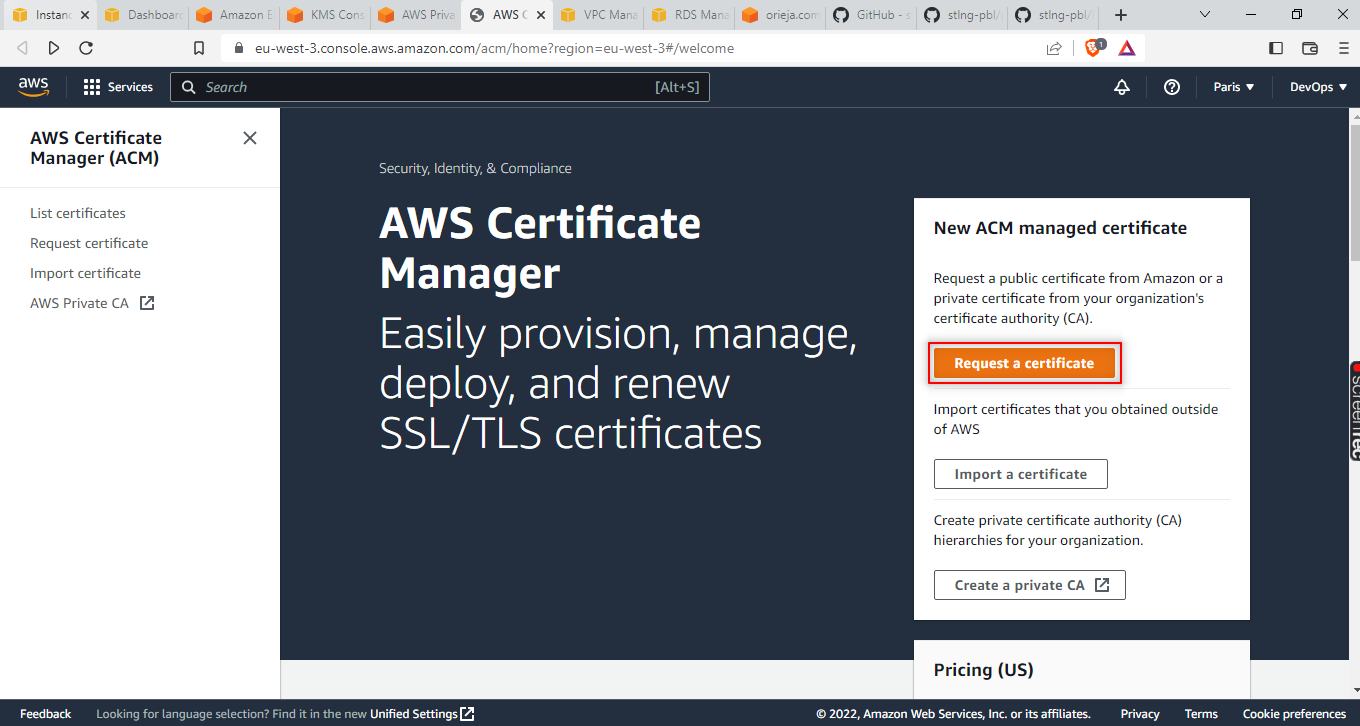 Instanc
Dashboard
Amazon E
KMS Cons
AWS Priva
AWS C
VPC Mana
RDS Mana
orieja.com
GitHub - s
stlng-pbl/
stlng-pbl/
eu-west-3.console.aws.amazon.com/acm/home?region=eu-west-3#/welcome
1
aws
Services
Search
[Alt+S]
Paris
DevOps
AWS Certificate
Manager (ACM)
List certificates
Request certificate
Import certificate
AWS Private CA
Security, Identity, & Compliance
AWS Certificate
Manager
Easily provision, manage,
deploy, and renew
SSL/TLS certificates
New ACM managed certificate
Request a public certificate from Amazon or a
private certificate from your organization's
certificate authority (CA).
Request a certificate
Import certificates that you obtained outside
of AWS
Import a certificate
Create private certificate authority (CA)
hierarchies for your organization.
Create a private CA
Pricing (US)
Feedback
Looking for language selection? Find it in the new Unified Settings
© 2022, Amazon Web Services, Inc. or its affiliates.
Privacy
Terms
Cookie preferences